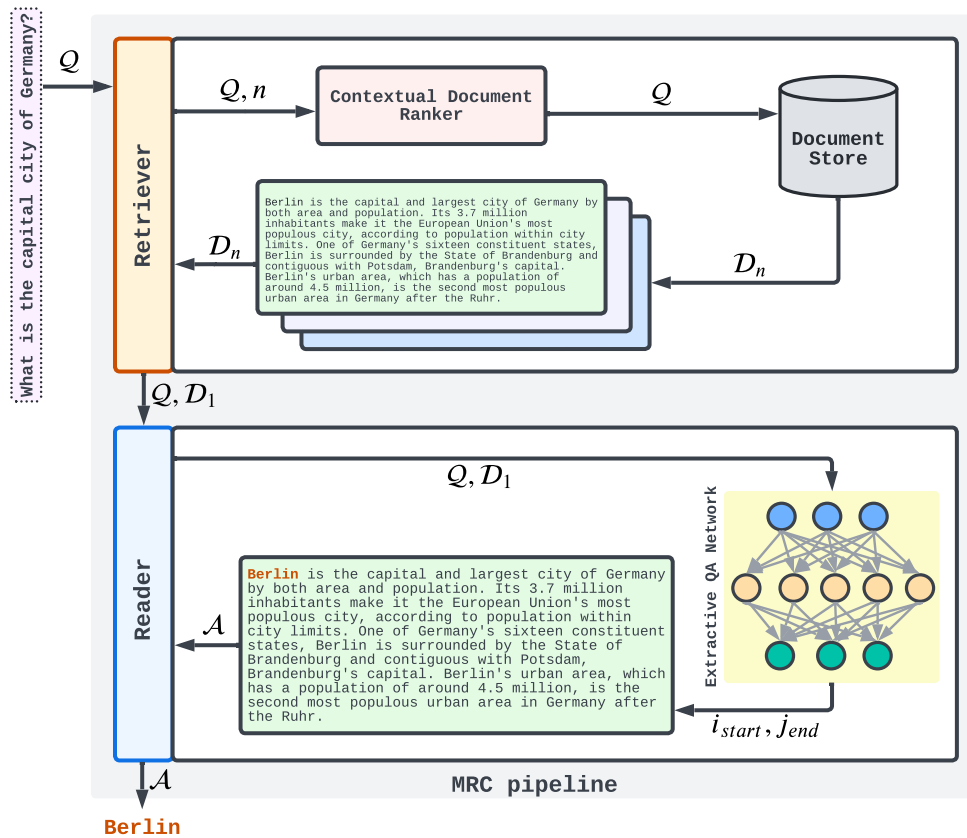 What is the capital city of Germany?
𝒬
Retriever
𝒬, n
Contextual Document
Ranker
𝒬
Document
Store
Berlin is the capital and largest city of Germany by
both area and population. Its 3.7 million
inhabitants make it the European Union's most
populous city, according to population within city
limits. One of Germany's sixteen constituent states,
Berlin is surrounded by the State of Brandenburg and
contiguous with Potsdam, Brandenburg's capital.
Berlin's urban area, which has a population of
around 4.5 million, is the second most populous
urban area in Germany after the Ruhr.
𝒟n
𝒟n
𝒬, 𝒟1
Reader
𝒬, 𝒟1
Extractive QA Network
Berlin is the capital and largest city of Germany
by both area and population. Its 3.7 million
inhabitants make it the European Union's most
populous city, according to population within
city limits. One of Germany's sixteen constituent
states, Berlin is surrounded by the State of
Brandenburg and contiguous with Potsdam,
Brandenburg's capital. Berlin's urban area, which
has a population of around 4.5 million, is the
second most populous urban area in Germany after
the Ruhr.
𝒜
istart, jend
MRC pipeline
𝒜
Berlin